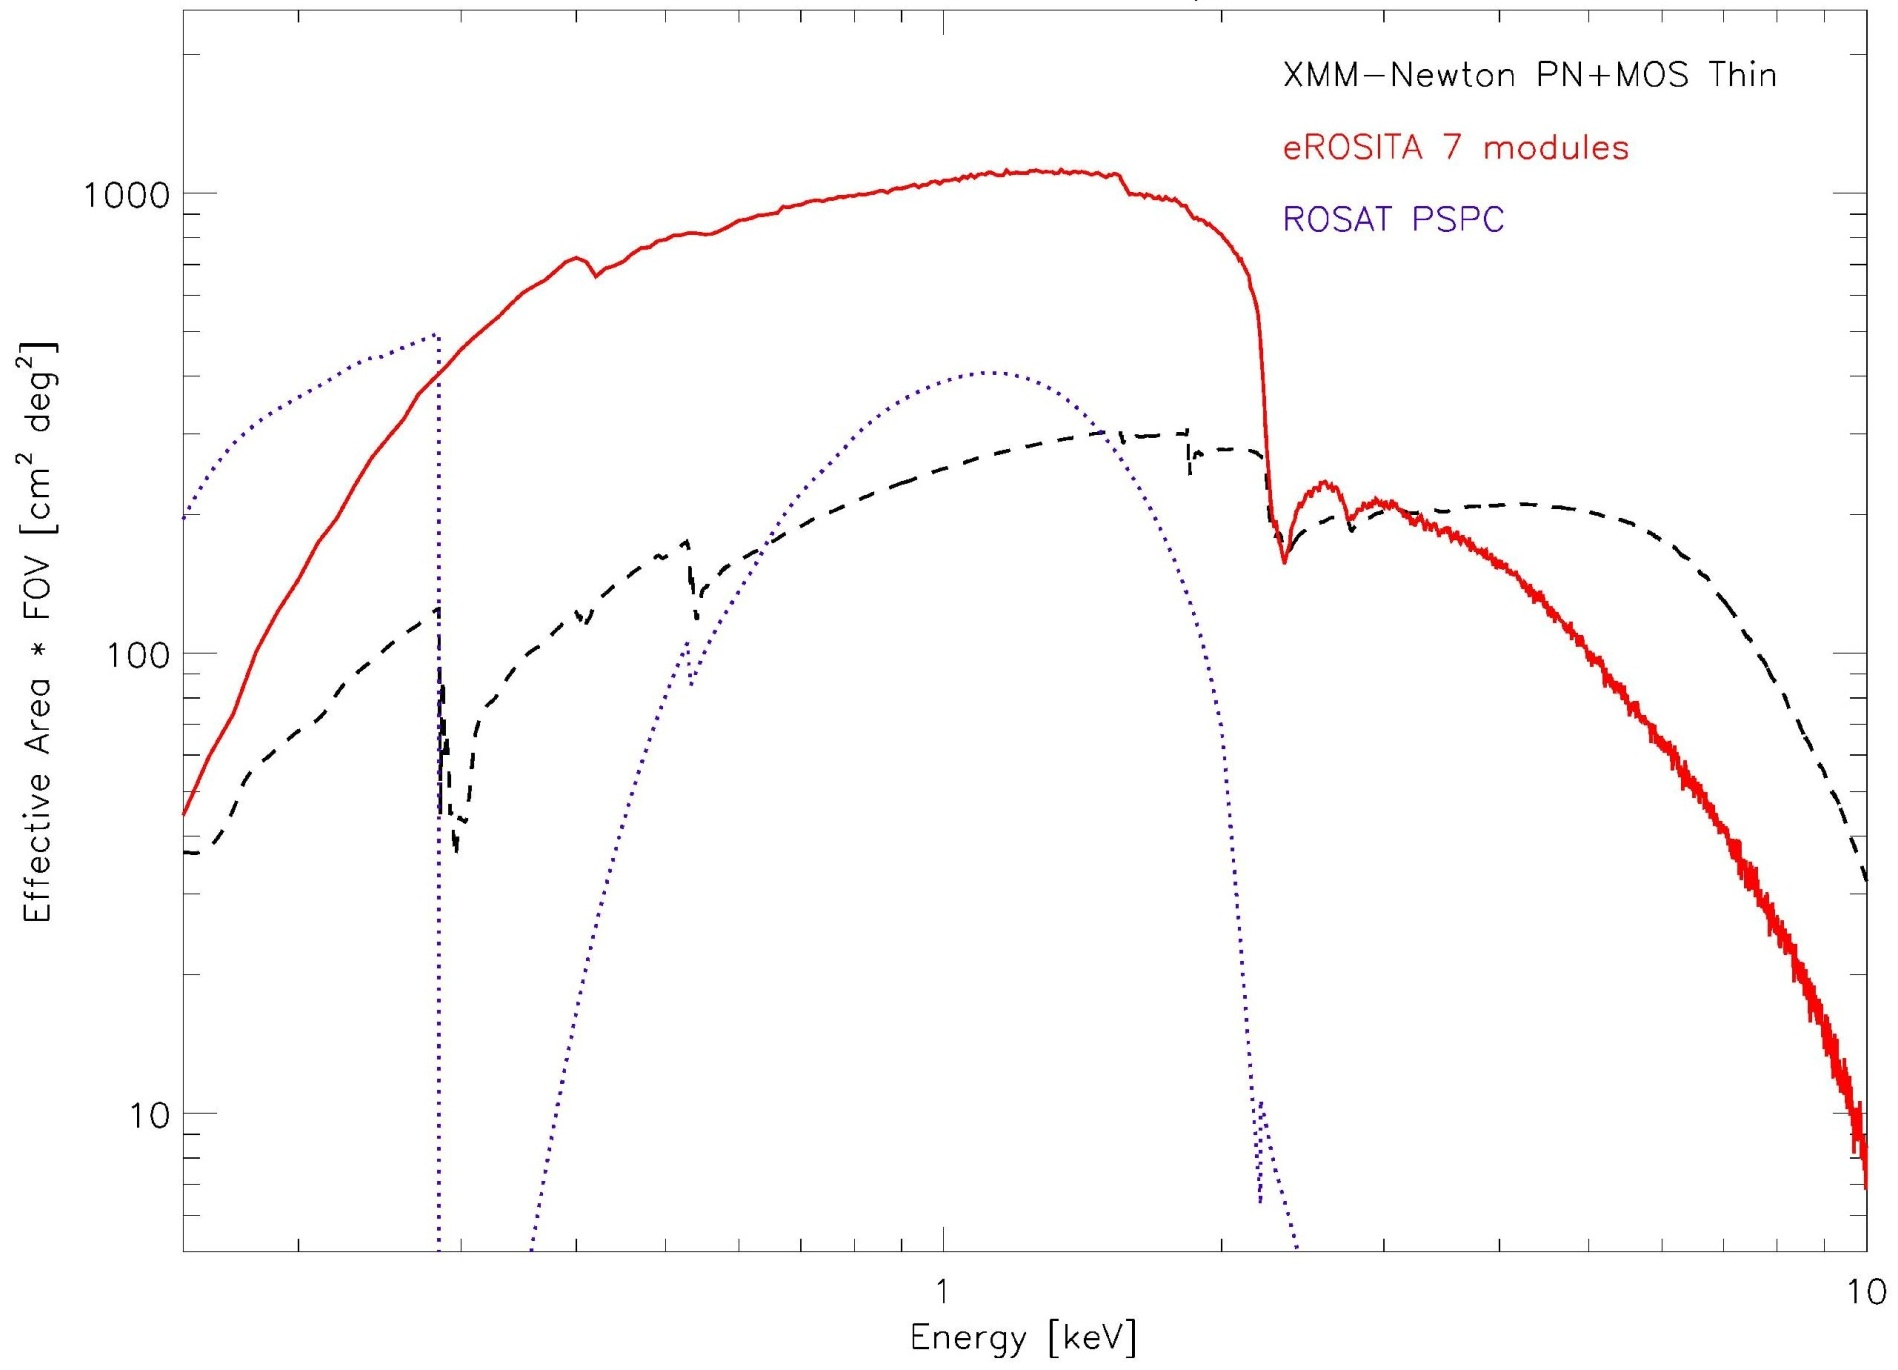 XMM-Newton PN+MOS Thin
eROSITA 7 modules
ROSAT PSPC
1000
100
10
Effective Area * FOV [cm² deg²]
1
10
Energy [keV]